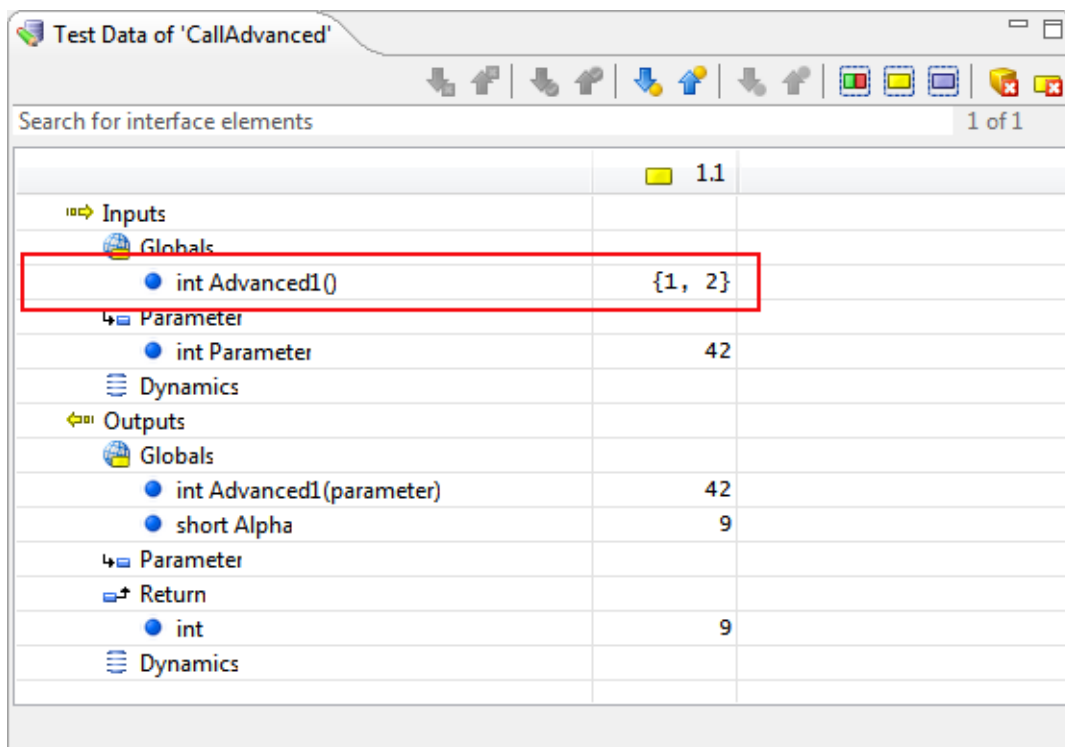 Test Data of 'CallAdvanced'
Search for interface elements 1 of 1
1.1
Inputs
Globals
int Advanced1() {1, 2}
Parameter
int Parameter 42
Dynamics
Outputs
Globals
int Advanced1(parameter) 42
short Alpha 9
Parameter
Return
int 9
Dynamics